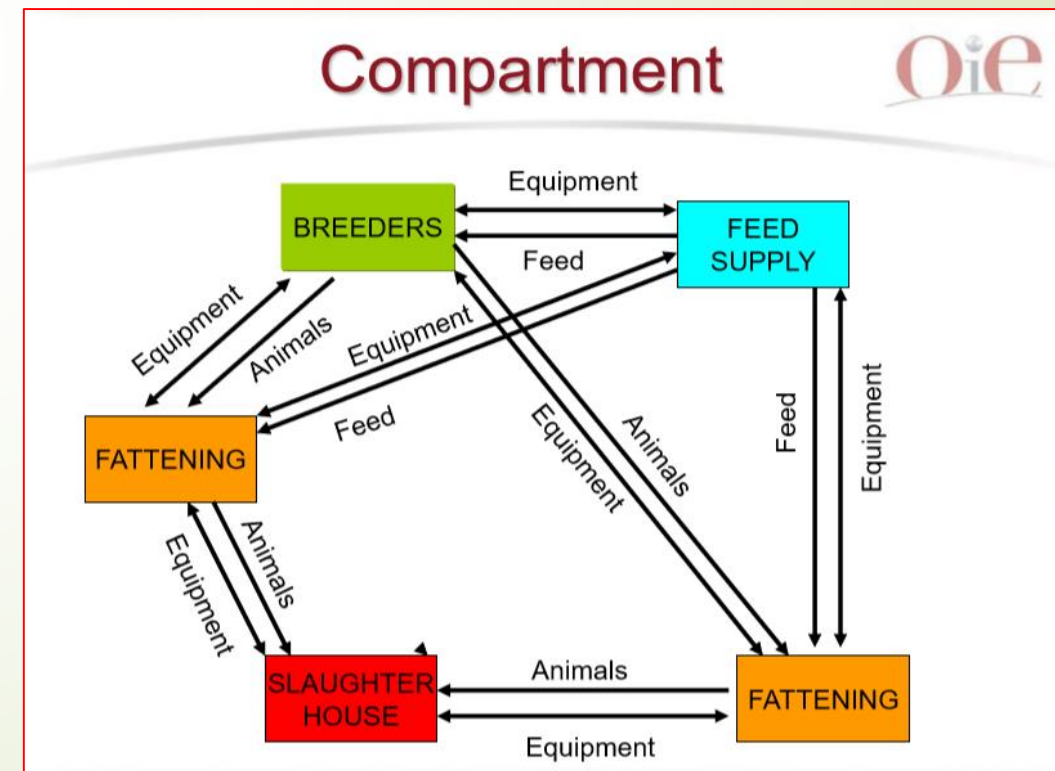 Compartment
OiE
Equipment
BREEDERS
FEED
SUPPLY
Feed
Equipment
Animals
Equipment
Feed
Equipment
Animals
Feed
Equipment
FATTENING
Equipment
Animals
SLAUGHTER
HOUSE
Animals
Equipment
FATTENING